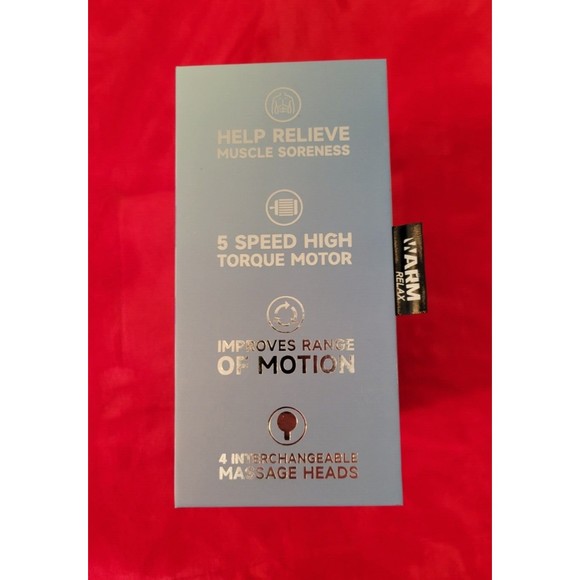 HELP RELIEVE
MUSCLE SORENESS
5 SPEED HIGH
TORQUE MOTOR
IMPROVES RANGE
OF MOTION
4 INTERCHANGEABLE
MASSAGE HEADS
WARM
RELAX